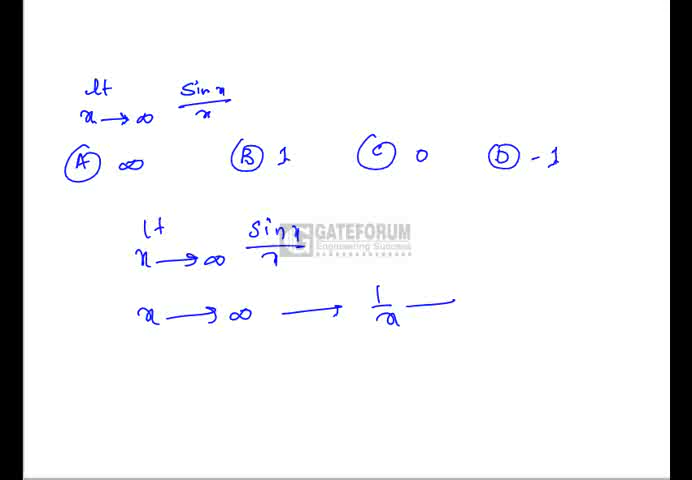 lt sin x
x → ∞ x
Ⓐ ∞ Ⓑ 1 Ⓒ 0 Ⓓ -1
lt sin x
x → ∞ x
GATEFORUM
Engineering Success
x → ∞ → 1/x —